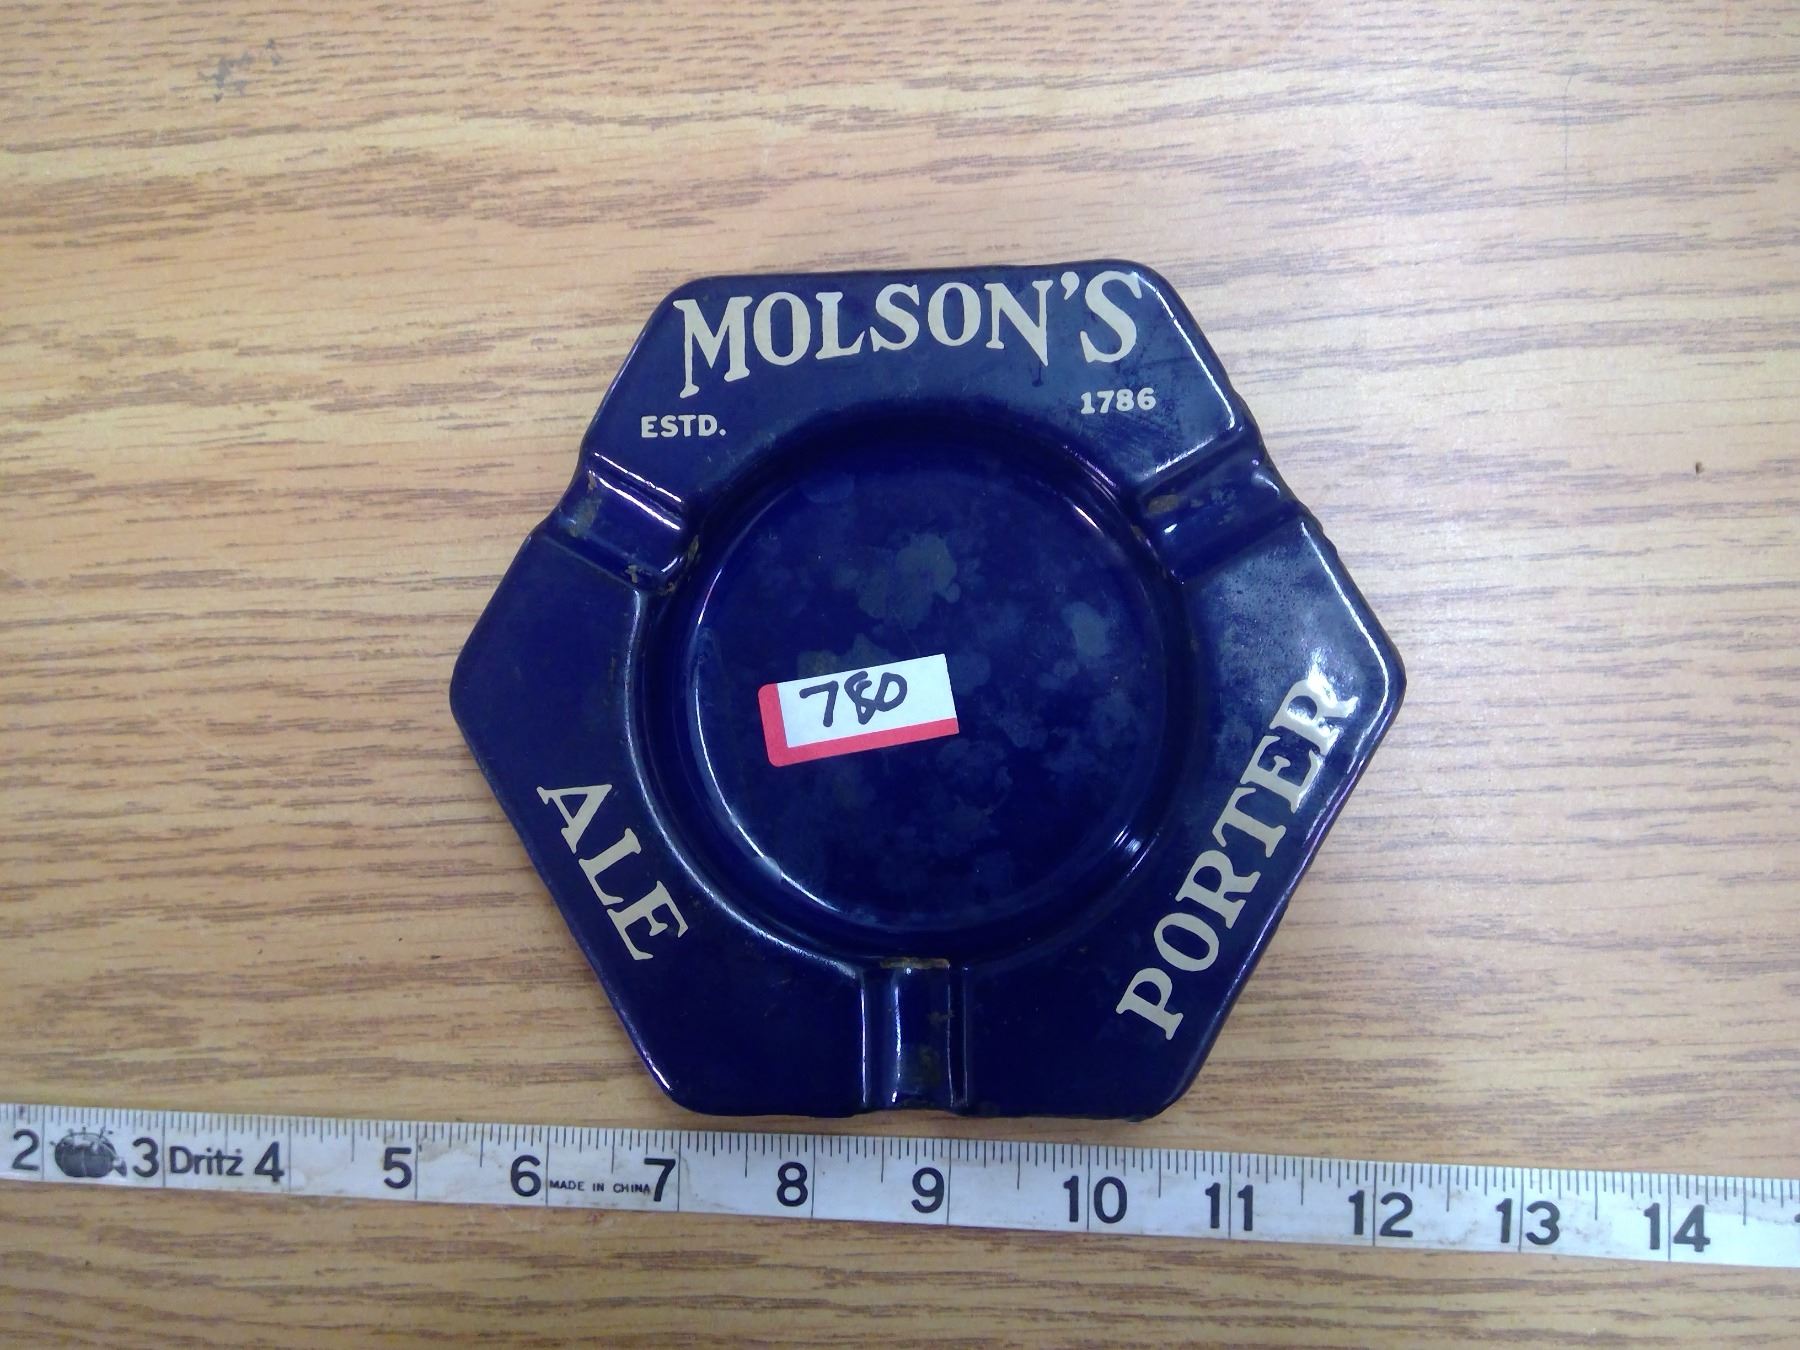 MOLSON'S
ESTD. 1786
780
ALE
PORTER
2 3 Dritz 4 5 6 MADE IN CHINA 7 8 9 10 11 12 13 14